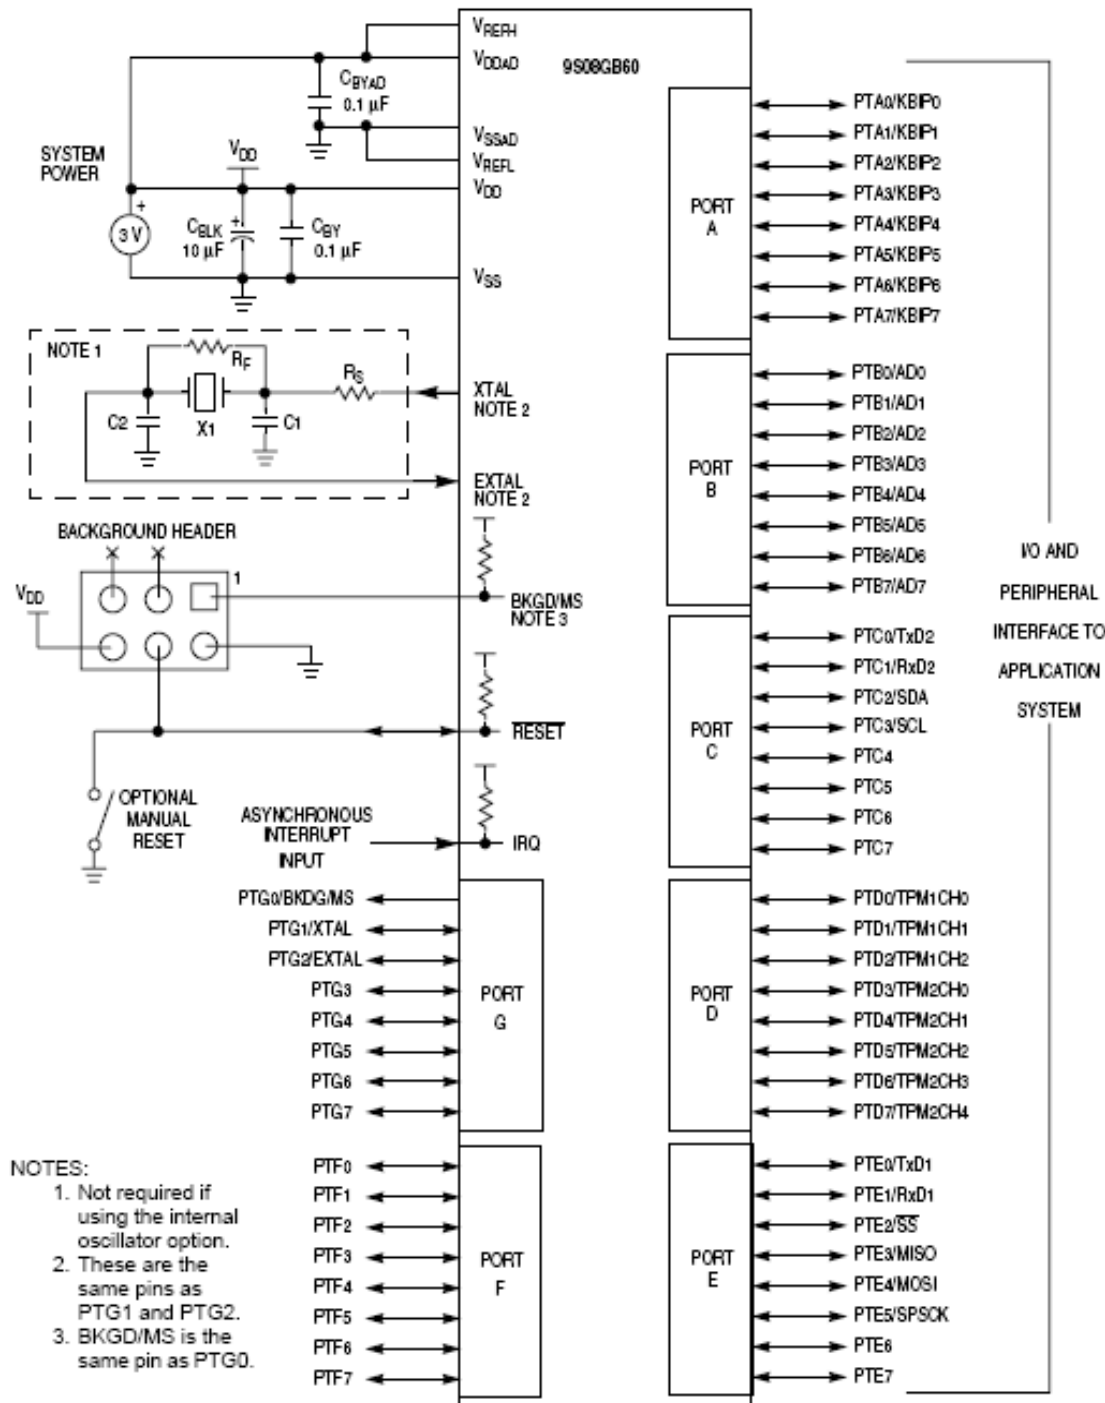 VREFH
VDDAD
9S08GB60
CBYAD
0.1 µF
VSSAD
VREFL
SYSTEM
POWER
VDD
VDD
+
3 V
CBLK
+
10 µF
CBY
0.1 µF
VSS
NOTE 1
RF
RS
C2
X1
C1
XTAL
NOTE 2
EXTAL
NOTE 2
BACKGROUND HEADER
1
VDD
BKGD/MS
NOTE 3
RESET
OPTIONAL
MANUAL
RESET
ASYNCHRONOUS
INTERRUPT
INPUT
IRQ
PTG0/BKDG/MS
PTG1/XTAL
PTG2/EXTAL
PTG3
PTG4
PTG5
PTG6
PTG7
PORT
G
PTF0
PTF1
PTF2
PTF3
PTF4
PTF5
PTF6
PTF7
PORT
F
PORT
A
PTA0/KBIP0
PTA1/KBIP1
PTA2/KBIP2
PTA3/KBIP3
PTA4/KBIP4
PTA5/KBIP5
PTA6/KBIP6
PTA7/KBIP7
PORT
B
PTB0/AD0
PTB1/AD1
PTB2/AD2
PTB3/AD3
PTB4/AD4
PTB5/AD5
PTB6/AD6
PTB7/AD7
PORT
C
PTC0/TxD2
PTC1/RxD2
PTC2/SDA
PTC3/SCL
PTC4
PTC5
PTC6
PTC7
PORT
D
PTD0/TPM1CH0
PTD1/TPM1CH1
PTD2/TPM1CH2
PTD3/TPM2CH0
PTD4/TPM2CH1
PTD5/TPM2CH2
PTD6/TPM2CH3
PTD7/TPM2CH4
PORT
E
PTE0/TxD1
PTE1/RxD1
PTE2/SS
PTE3/MISO
PTE4/MOSI
PTE5/SPSCK
PTE6
PTE7
I/O AND
PERIPHERAL
INTERFACE TO
APPLICATION
SYSTEM
NOTES:
1. Not required if
using the internal
oscillator option.
2. These are the
same pins as
PTG1 and PTG2.
3. BKGD/MS is the
same pin as PTG0.